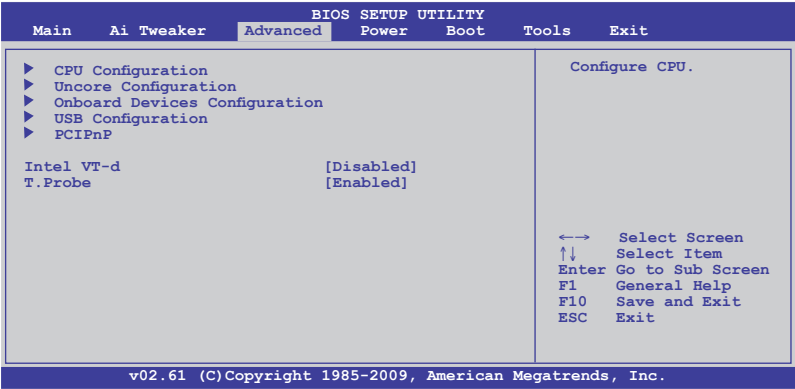 BIOS SETUP UTILITY
Main Ai Tweaker Advanced Power Boot Tools Exit
CPU Configuration
Uncore Configuration
Onboard Devices Configuration
USB Configuration
PCIPnP
Intel VT-d [Disabled]
T.Probe [Enabled]
Configure CPU.
←→ Select Screen
↑↓ Select Item
Enter Go to Sub Screen
F1 General Help
F10 Save and Exit
ESC Exit
v02.61 (C)Copyright 1985-2009, American Megatrends, Inc.